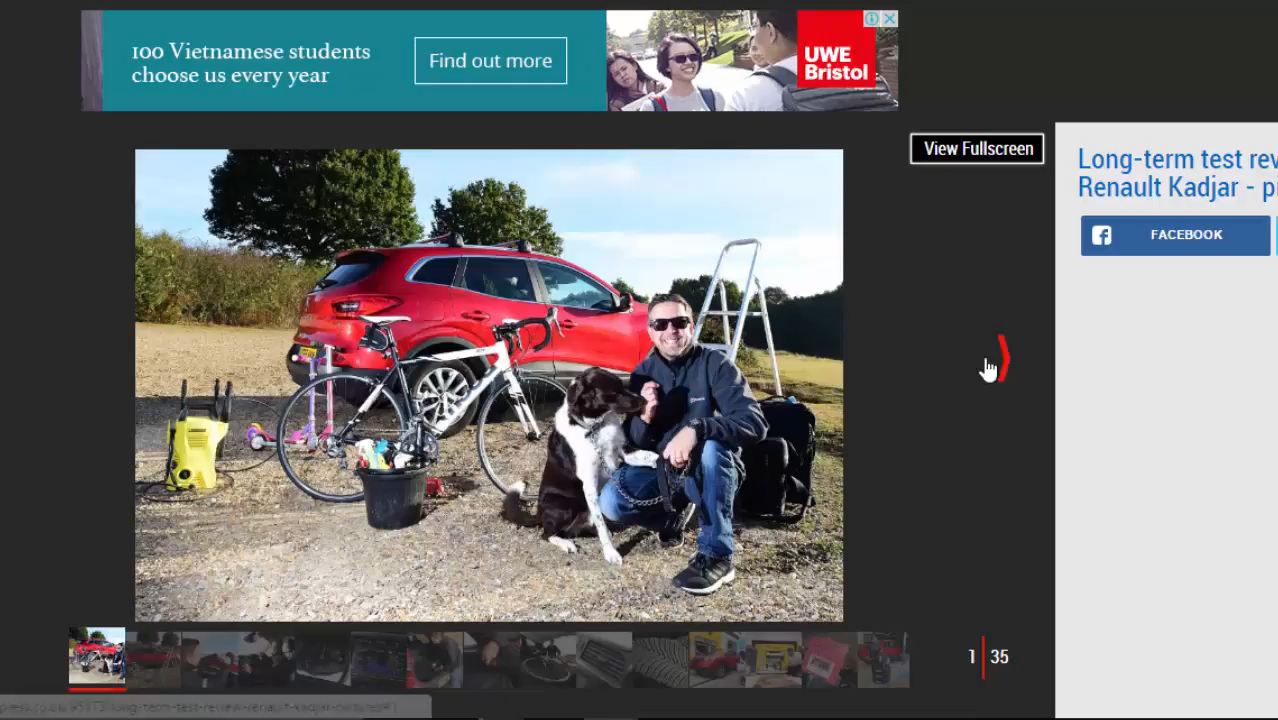 100 Vietnamese students
choose us every year
Find out more
UWE
Bristol
View Fullscreen
Long-term test rev
Renault Kadjar - pi
FACEBOOK
1 | 35